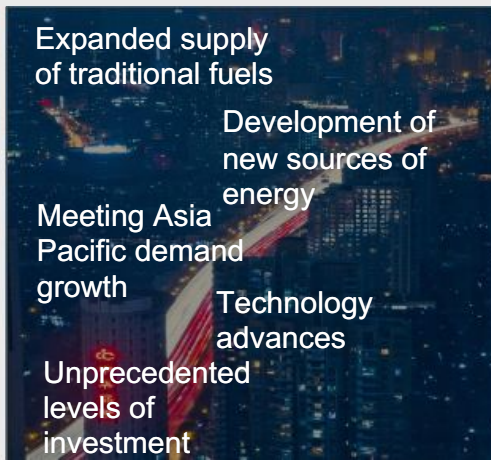 Expanded supply
of traditional fuels
Development of
new sources of
energy
Meeting Asia
Pacific demand
growth
Technology
advances
Unprecedented
levels of
investment